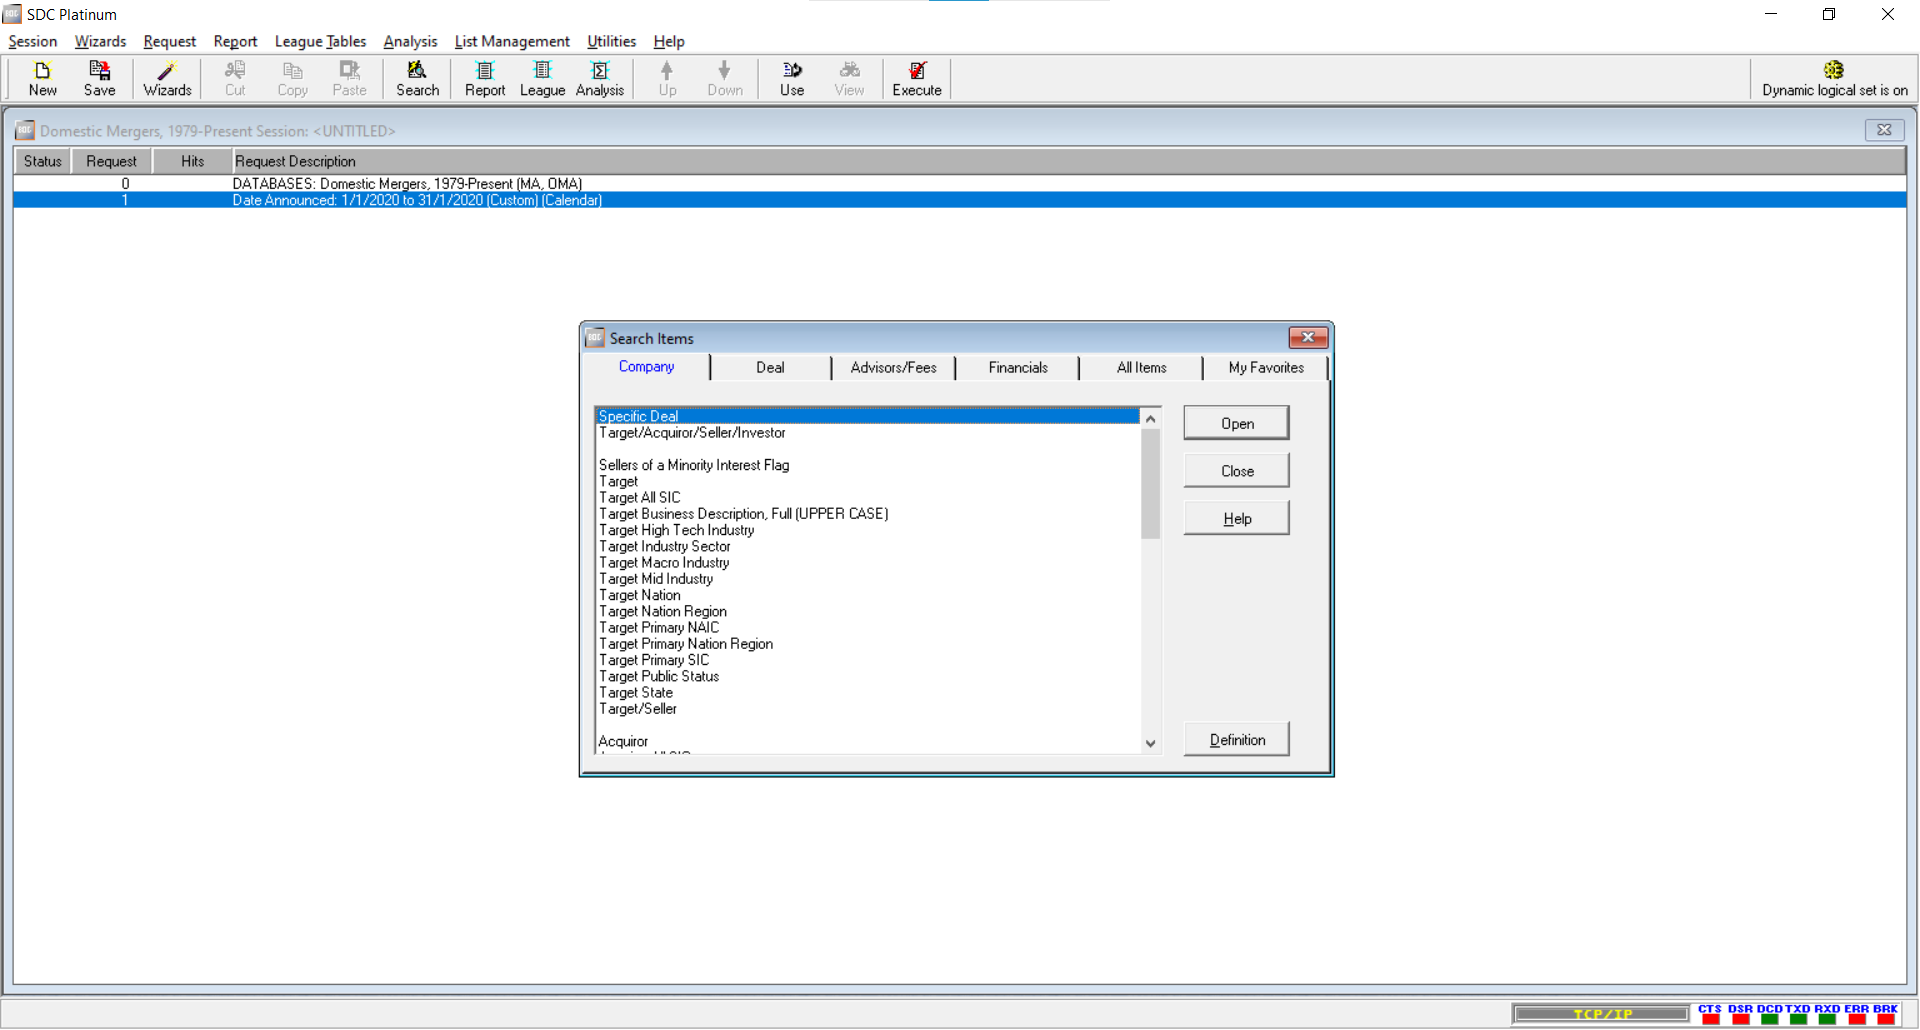 SDC Platinum
Session Wizards Request Report League Tables Analysis List Management Utilities Help
New Save Wizards Cut Copy Paste Search Report League Analysis Up Down Use View Execute Dynamic logical set is on
Domestic Mergers, 1979-Present Session: <UNTITLED>
Status Request Hits Request Description
0 DATABASES: Domestic Mergers, 1979-Present (MA, OMA)
1 Date Announced: 1/1/2020 to 31/1/2020 (Custom) (Calendar)
Search Items
Company Deal Advisors/Fees Financials All Items My Favorites
Specific Deal
Target/Acquiror/Seller/Investor
Sellers of a Minority Interest Flag
Target
Target All SIC
Target Business Description, Full (UPPER CASE)
Target High Tech Industry
Target Industry Sector
Target Macro Industry
Target Mid Industry
Target Nation
Target Nation Region
Target Primary NAIC
Target Primary Nation Region
Target Primary SIC
Target Public Status
Target State
Target/Seller
Acquiror
Open
Close
Help
Definition
TCP/IP CTS DSR DCD TXD RXD ERR BRK